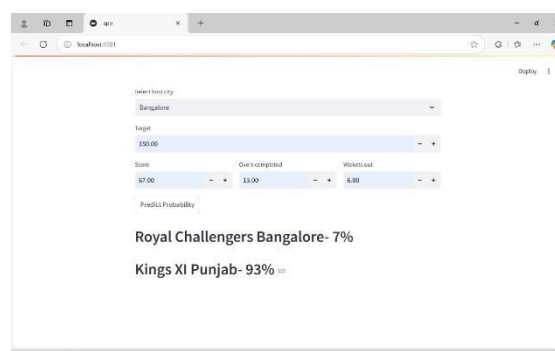 app
localhost:8501
Deploy
Select host city
Bangalore
Target
150.00 - +
Score Overs completed Wickets out
67.00 - + 13.00 - + 6.00 - +
Predict Probability
Royal Challengers Bangalore- 7%
Kings XI Punjab- 93%